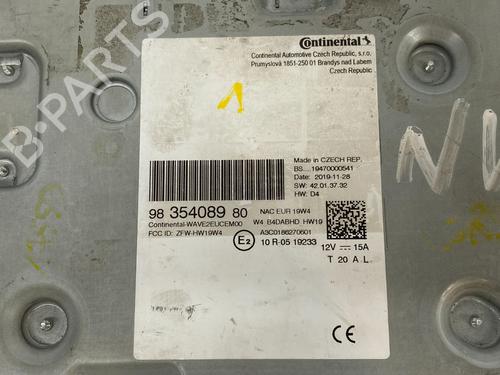 B-PARTS
Continental
Continental Automotive Czech Republic, s.r.o.
Prumyslová 1851-250 01 Brandys nad Labem
Czech Republic
1
Made in CZECH REP.
BS....19470000541
Date: 2019-11-28
SW: 42.01.37.32
HW: D4
98 354089 80
NAC EUR 19W4
Continental-WAVE2EUCEM00
W4 B4DABHD HW19
FCC ID: ZFW-HW19W4
E2
A3C0186270601
10 R-05 19233
12V 15A
T 20 A.L.
CE